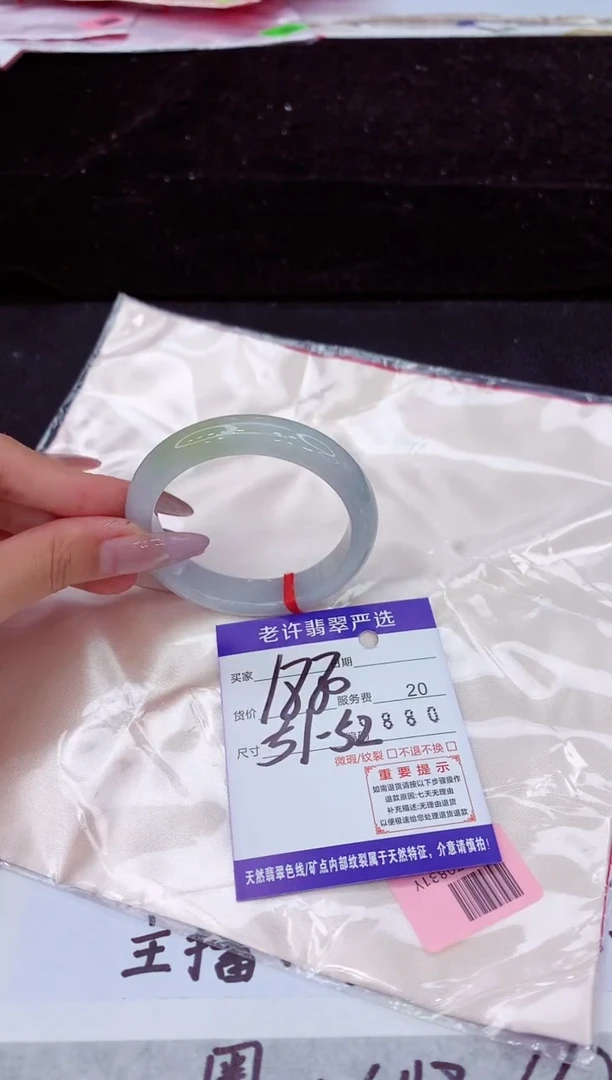 老许翡翠严选
买家
期
货价
服务费 20
尺寸 51-52
880
微瑕/纹裂 □ 不退不换 □
重要提示
如需退货请按以下步骤操作
退款原因:七天无理由
补充描述:无理由退货
以便极速给您处理退货退款
天然翡翠色线/矿点内部纹裂属于天然特征，介意请慎拍!
主播
圈